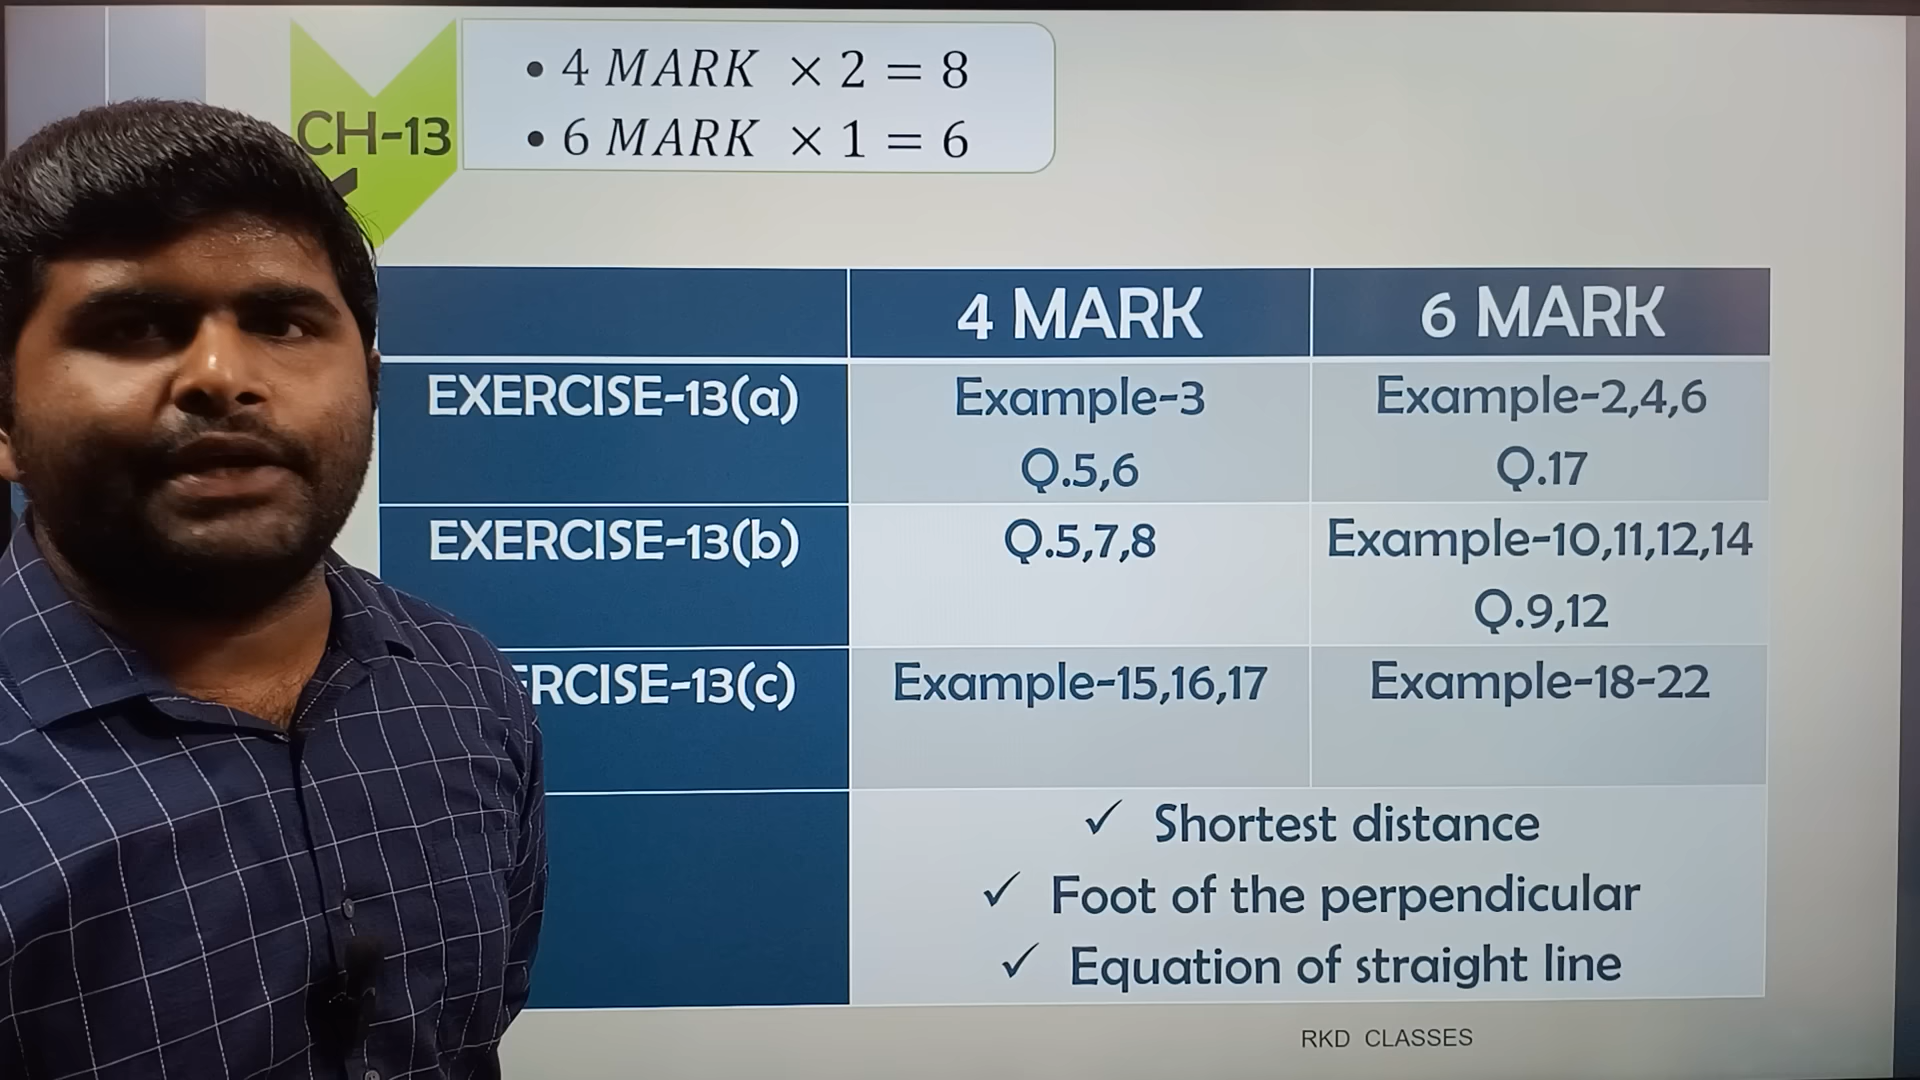 CH-13
• 4 MARK × 2 = 8
• 6 MARK × 1 = 6
4 MARK
6 MARK
EXERCISE-13(a)
Example-3
Q.5,6
Example-2,4,6
Q.17
EXERCISE-13(b)
Q.5,7,8
Example-10,11,12,14
Q.9,12
ERCISE-13(c)
Example-15,16,17
Example-18-22
✓ Shortest distance
✓ Foot of the perpendicular
✓ Equation of straight line
RKD CLASSES